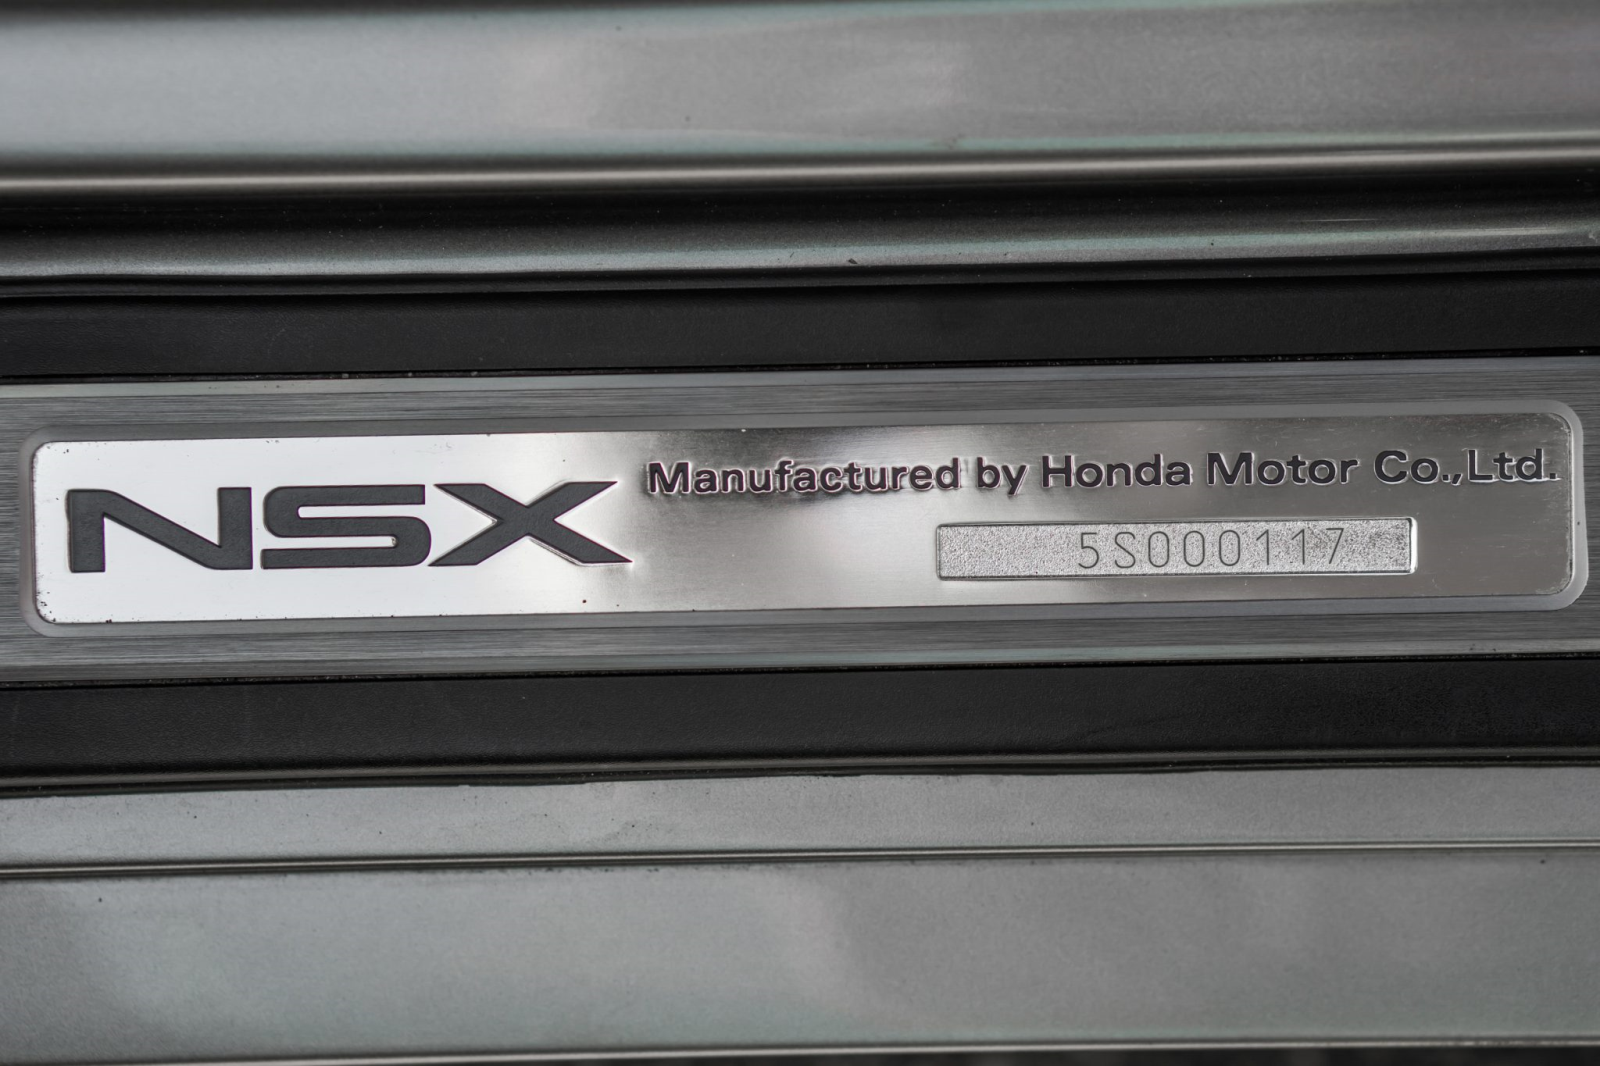 NSX
Manufactured by Honda Motor Co.,Ltd.
5S000117